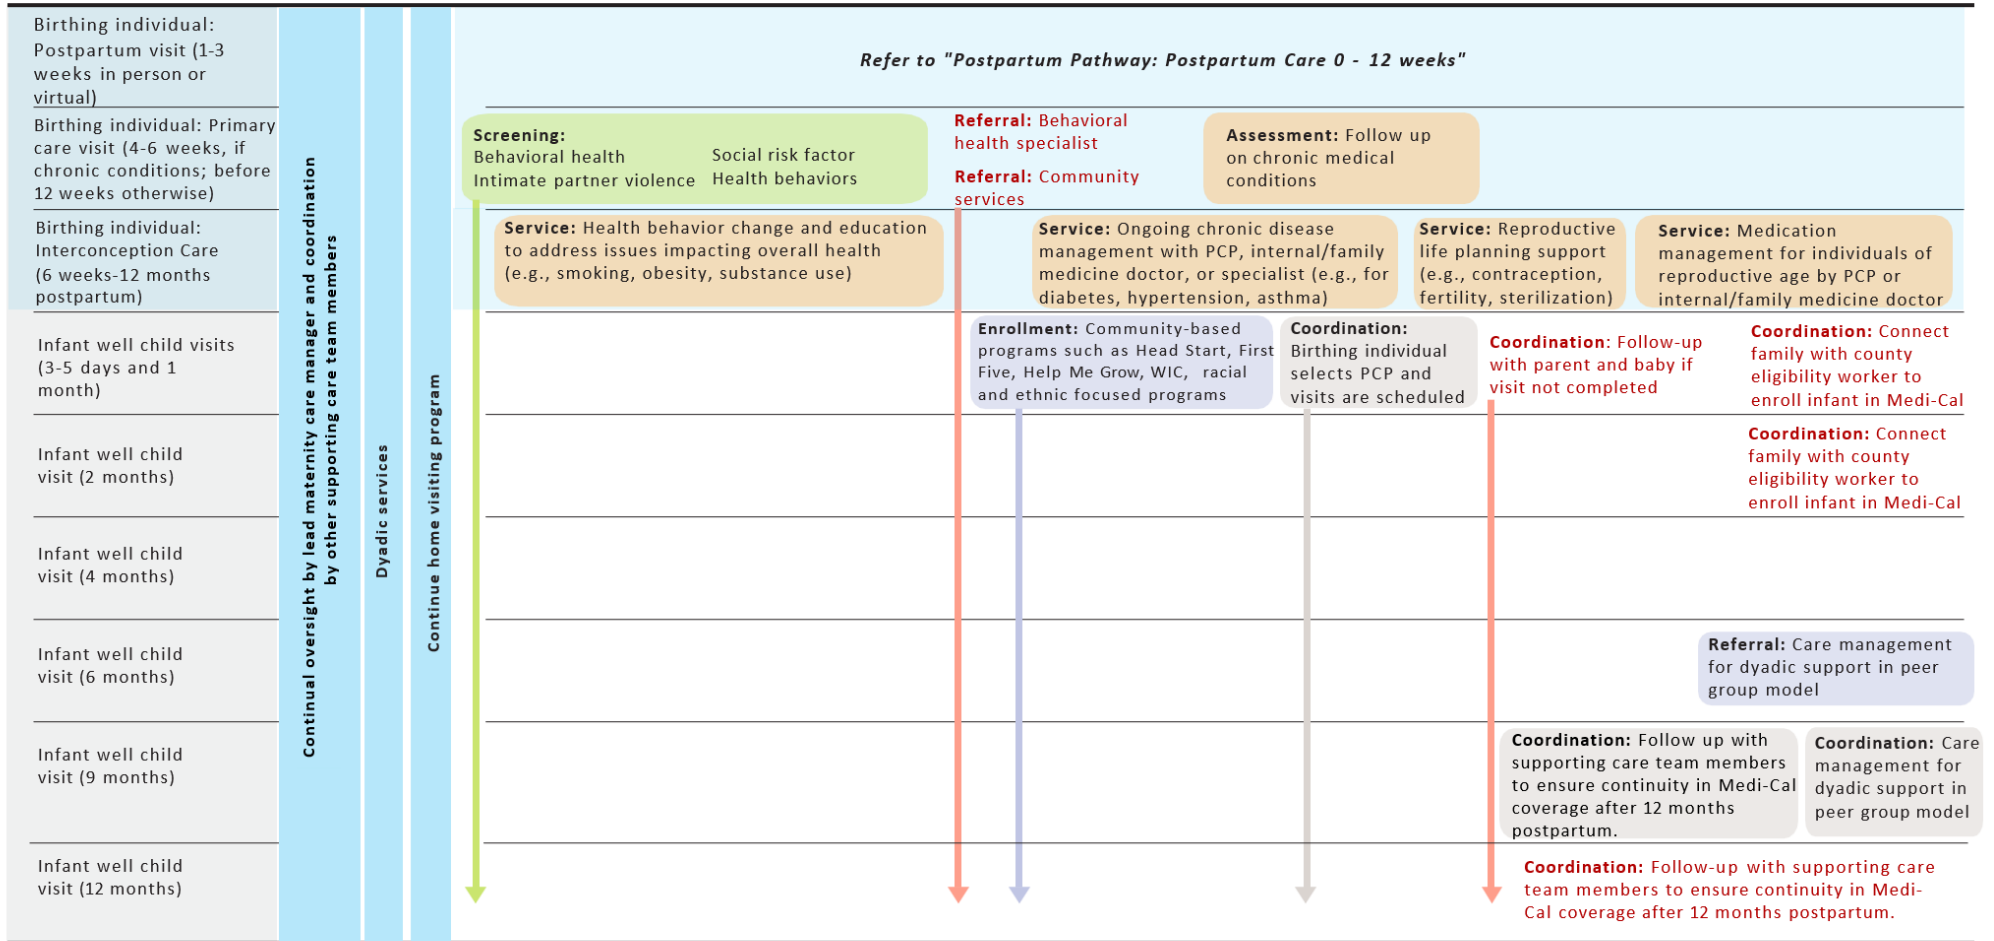 Birthing individual:
Postpartum visit (1-3
weeks in person or
virtual)
Refer to "Postpartum Pathway: Postpartum Care 0 - 12 weeks"
Birthing individual: Primary
care visit (4-6 weeks, if
chronic conditions; before
12 weeks otherwise)
Screening:
Behavioral health
Intimate partner violence
Social risk factor
Health behaviors
Referral: Behavioral
health specialist
Referral: Community
services
Assessment: Follow up
on chronic medical
conditions
Birthing individual:
Interconception Care
(6 weeks-12 months
postpartum)
Service: Health behavior change and education
to address issues impacting overall health
(e.g., smoking, obesity, substance use)
Service: Ongoing chronic disease
management with PCP, internal/family
medicine doctor, or specialist (e.g., for
diabetes, hypertension, asthma)
Service: Reproductive
life planning support
(e.g., contraception,
fertility, sterilization)
Service: Medication
management for individuals of
reproductive age by PCP or
internal/family medicine doctor
Continual oversight by lead maternity care manager and coordination
by other supporting care team members
Dyadic services
Continue home visiting program
Infant well child visits
(3-5 days and 1
month)
Enrollment: Community-based
programs such as Head Start, First
Five, Help Me Grow, WIC, racial
and ethnic focused programs
Coordination:
Birthing individual
selects PCP and
visits are scheduled
Coordination: Follow-up
with parent and baby if
visit not completed
Coordination: Connect
family with county
eligibility worker to
enroll infant in Medi-Cal
Infant well child
visit (2 months)
Coordination: Connect
family with county
eligibility worker to
enroll infant in Medi-Cal
Infant well child
visit (4 months)
Infant well child
visit (6 months)
Referral: Care management
for dyadic support in peer
group model
Infant well child
visit (9 months)
Coordination: Follow up with
supporting care team members
to ensure continuity in Medi-Cal
coverage after 12 months
postpartum.
Coordination: Care
management for
dyadic support in
peer group model
Infant well child
visit (12 months)
Coordination: Follow-up with supporting care
team members to ensure continuity in Medi-
Cal coverage after 12 months postpartum.